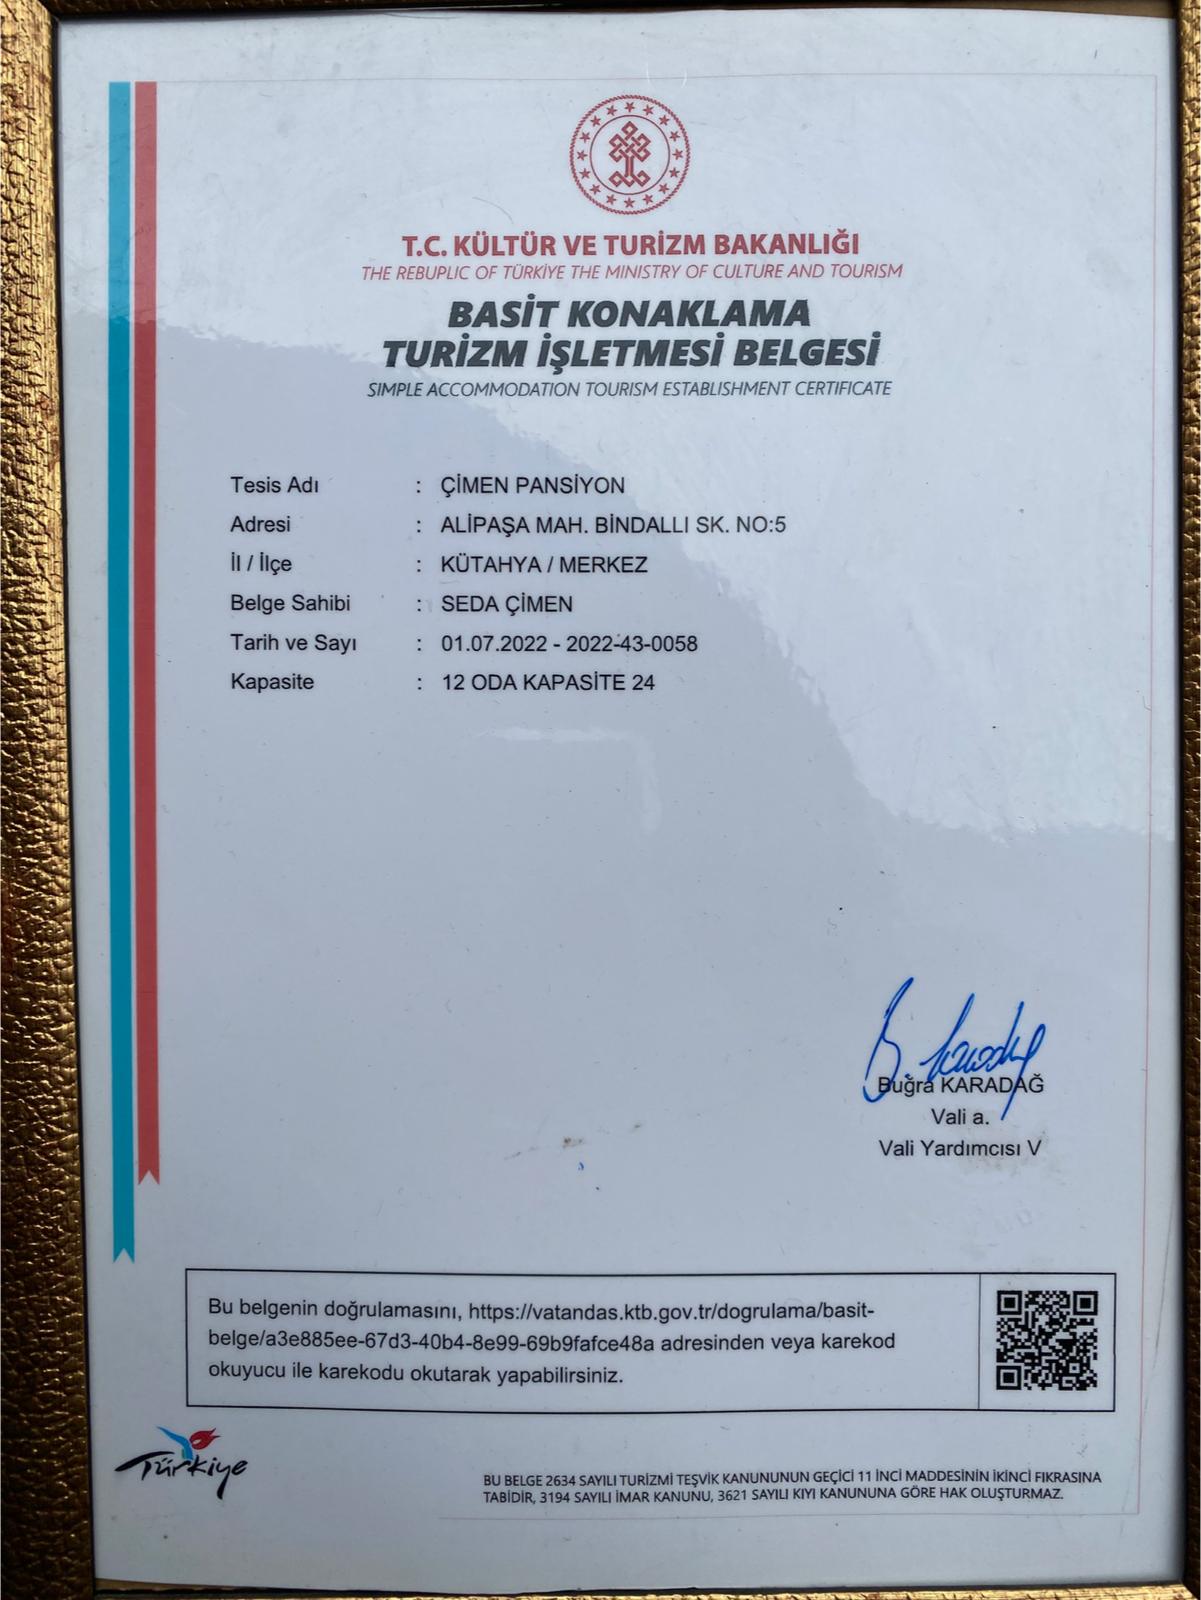 T.C. KÜLTÜR VE TURİZM BAKANLIĞI
THE REBUPLIC OF TÜRKİYE THE MINISTRY OF CULTURE AND TOURISM
BASİT KONAKLAMA
TURİZM İŞLETMESİ BELGESİ
SIMPLE ACCOMMODATION TOURISM ESTABLISHMENT CERTIFICATE
Tesis Adı : ÇİMEN PANSİYON
Adresi : ALİPAŞA MAH. BİNDALLI SK. NO:5
İl / İlçe : KÜTAHYA / MERKEZ
Belge Sahibi : SEDA ÇİMEN
Tarih ve Sayı : 01.07.2022 - 2022-43-0058
Kapasite : 12 ODA KAPASİTE 24
B. Karadağ
Buğra KARADAĞ
Vali a.
Vali Yardımcısı V
Bu belgenin doğrulamasını, https://vatandas.ktb.gov.tr/dogrulama/basit-
belge/a3e885ee-67d3-40b4-8e99-69b9fafce48a adresinden veya karekod
okuyucu ile karekodu okutarak yapabilirsiniz.
Türkiye
BU BELGE 2634 SAYILI TURİZMİ TEŞVİK KANUNUNUN GEÇİCİ 11 İNCİ MADDESİNİN İKİNCİ FIKRASINA
TABİDİR, 3194 SAYILI İMAR KANUNU, 3621 SAYILI KIYI KANUNUNA GÖRE HAK OLUŞTURMAZ.